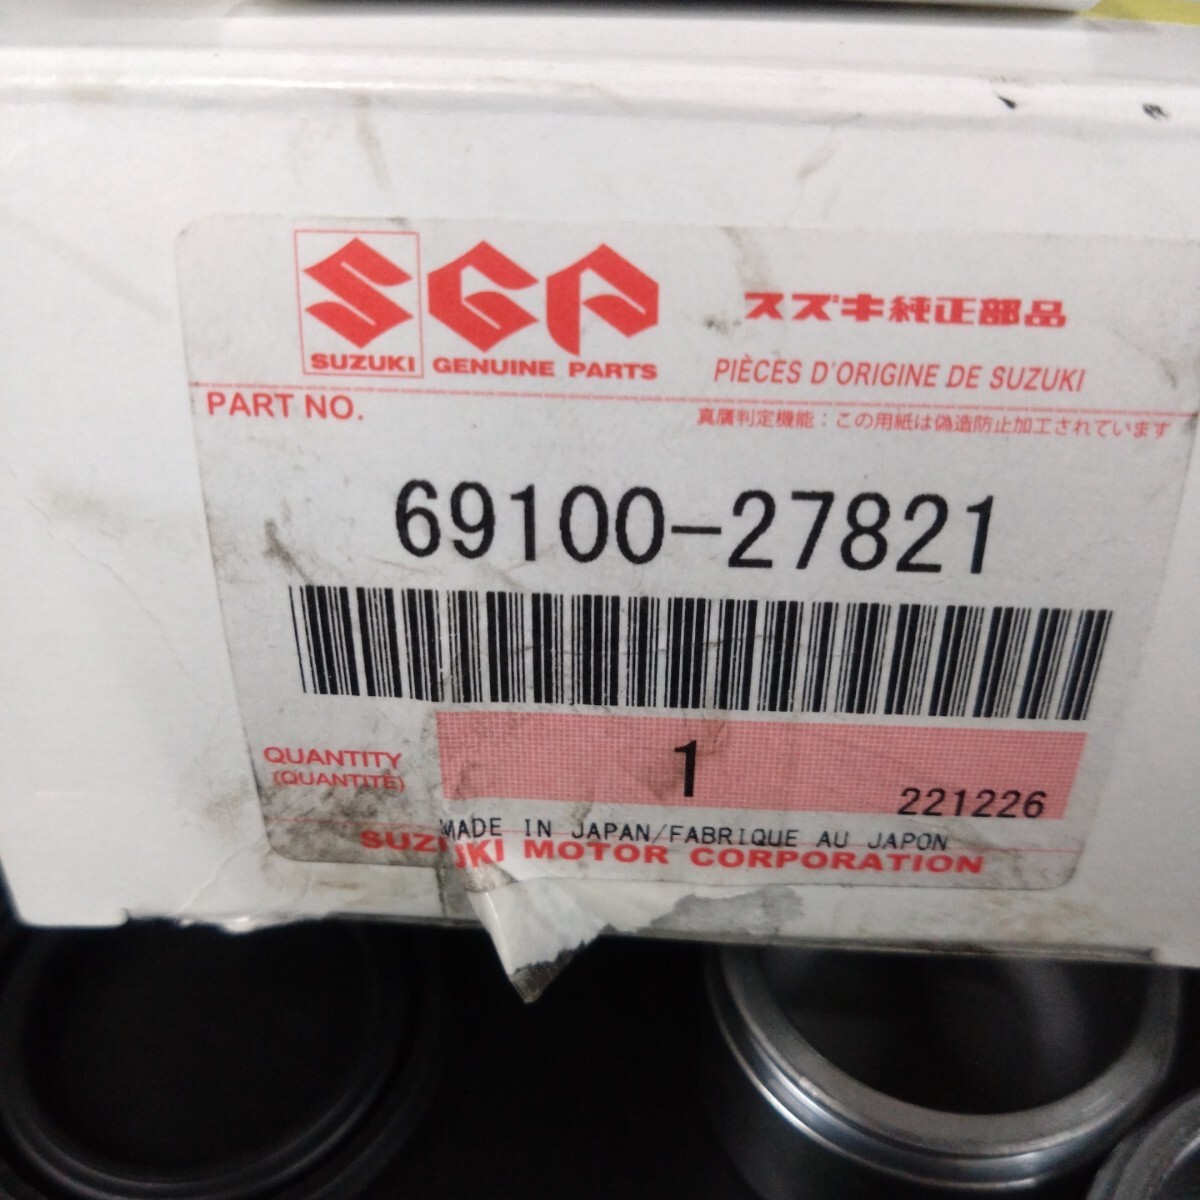 SGP スズキ純正部品
SUZUKI GENUINE PARTS PIÈCES D'ORIGINE DE SUZUKI
PART NO. 真贋判定機能：この用紙は偽造防止加工されています
69100-27821
QUANTITY 1
(QUANTITÉ) 221226
MADE IN JAPAN/FABRIQUE AU JAPON
SUZUKI MOTOR CORPORATION